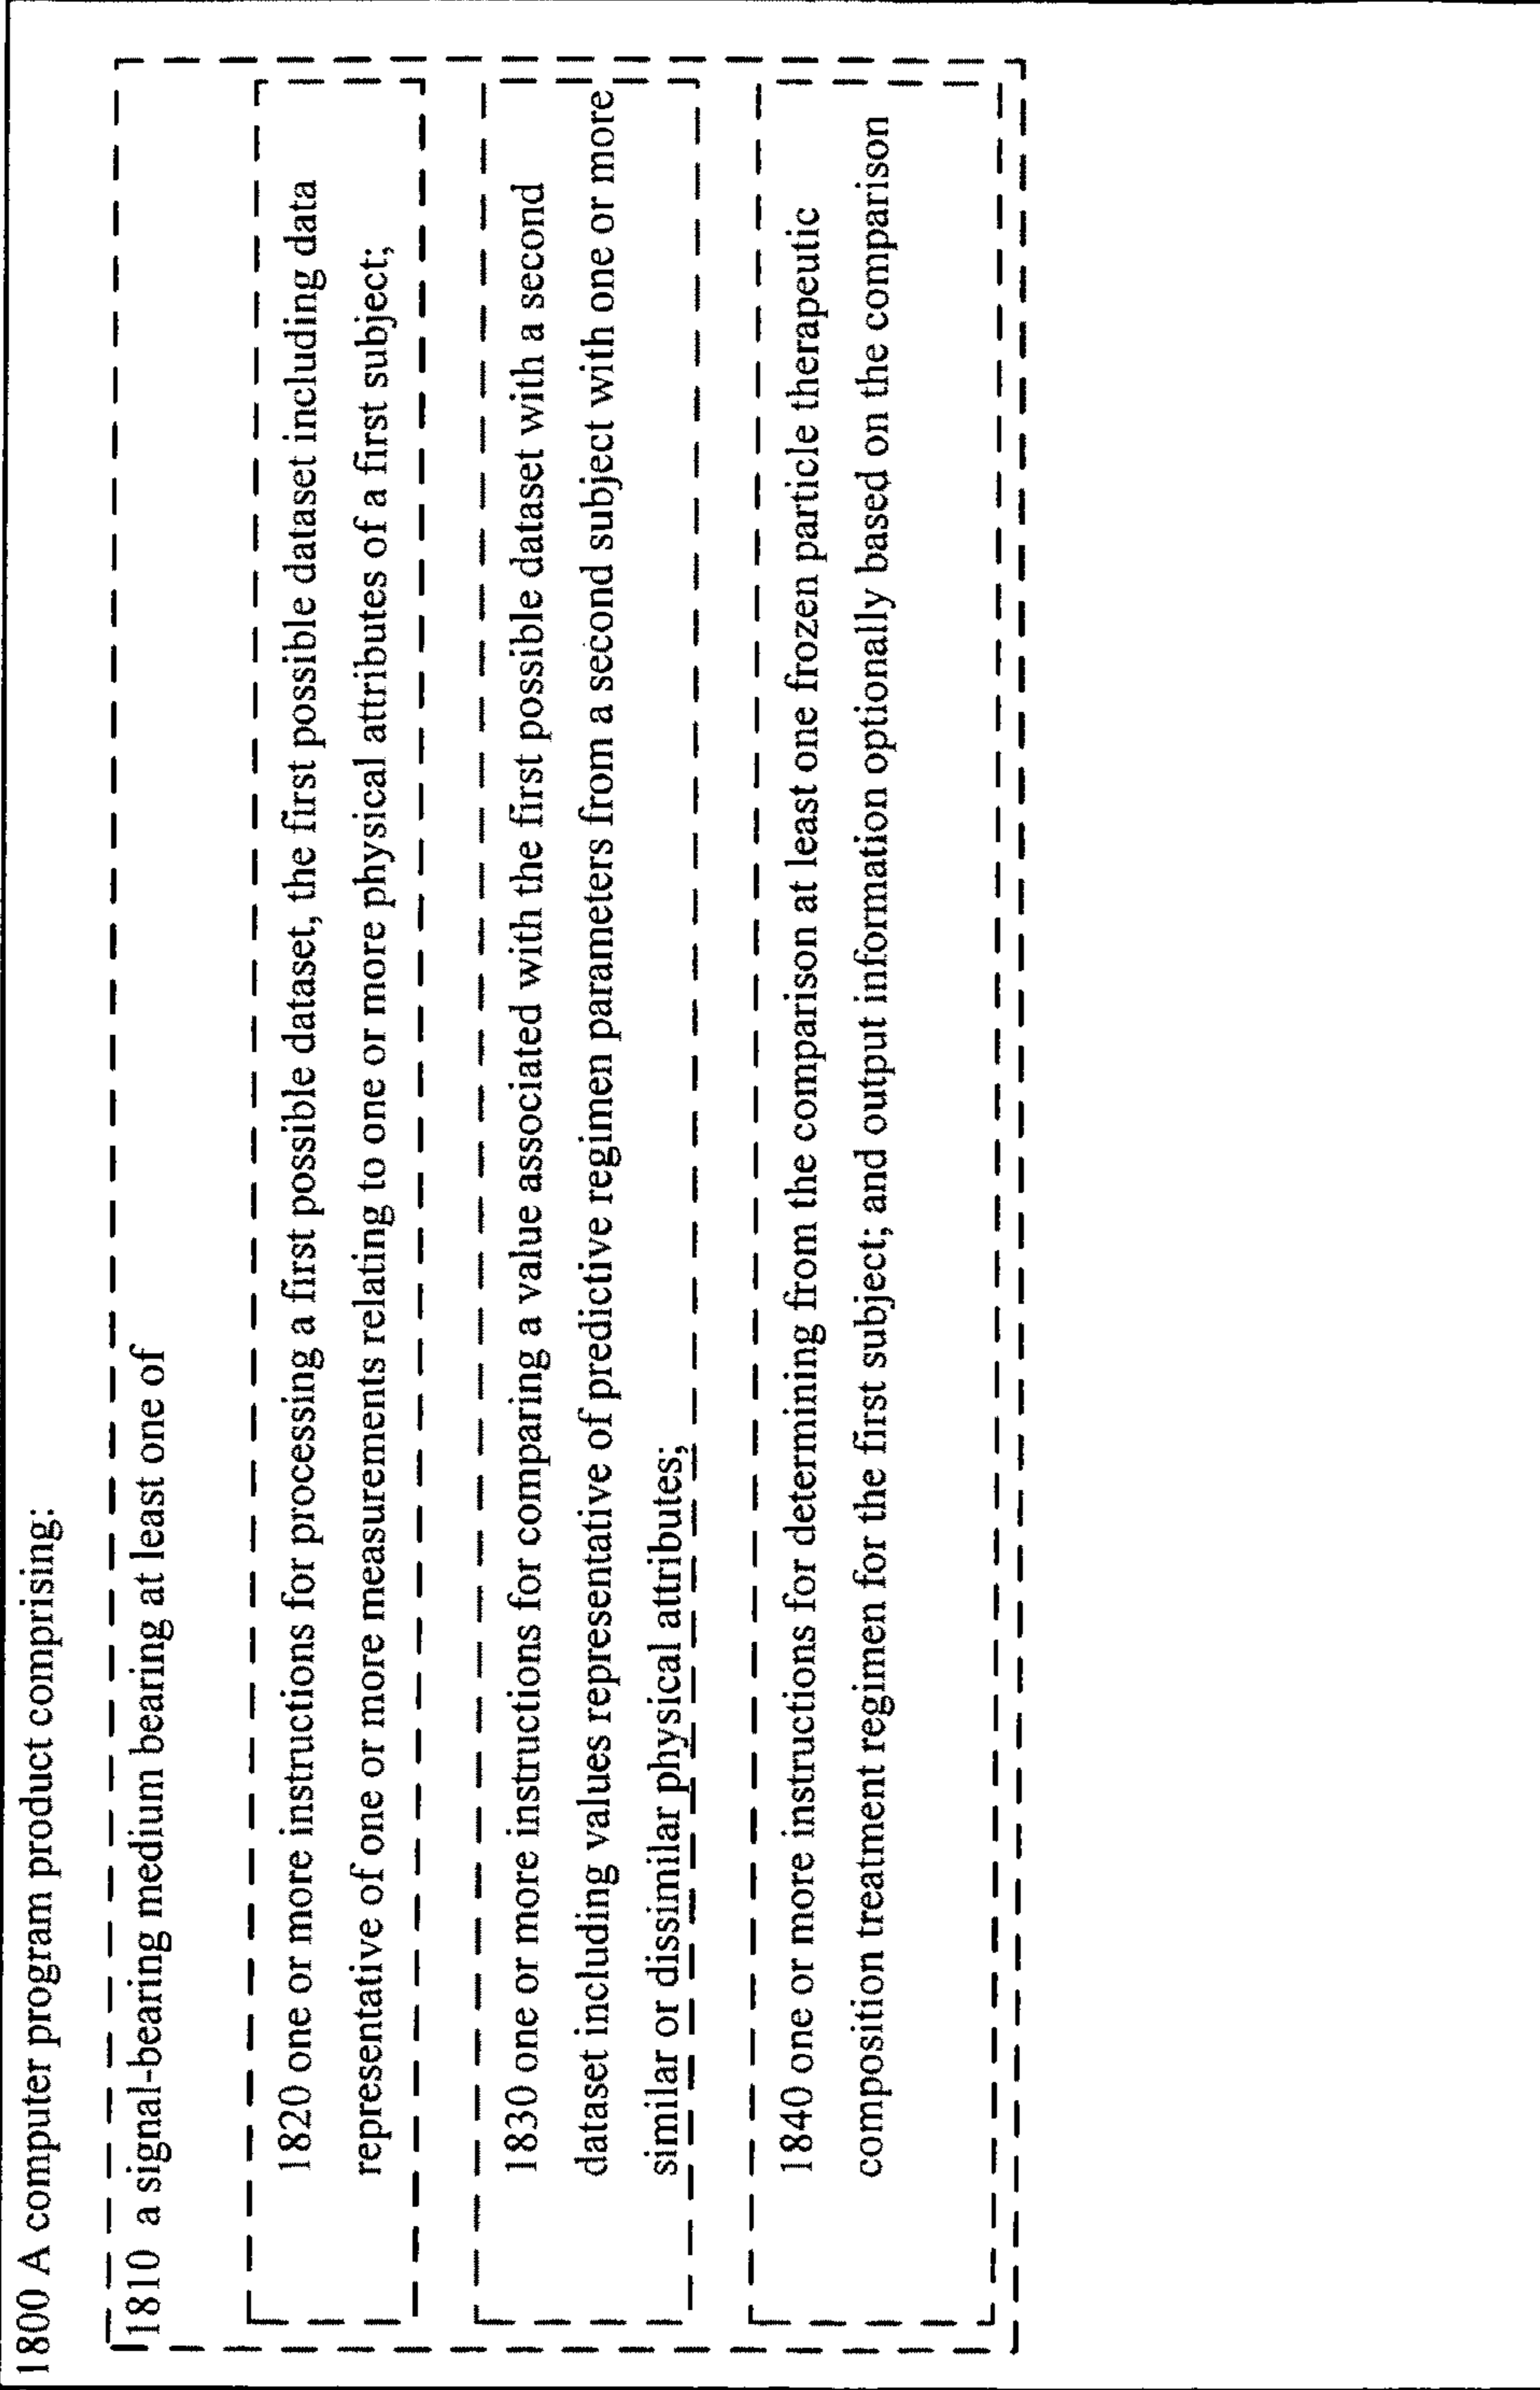 1800 A computer program product comprising:
1810 a signal-bearing medium bearing at least one of
1820 one or more instructions for processing a first possible dataset, the first possible dataset including data
representative of one or more measurements relating to one or more physical attributes of a first subject;
1830 one or more instructions for comparing a value associated with the first possible dataset with a second
dataset including values representative of predictive regimen parameters from a second subject with one or more
similar or dissimilar physical attributes;
1840 one or more instructions for determining from the comparison at least one frozen particle therapeutic
composition treatment regimen for the first subject; and output information optionally based on the comparison